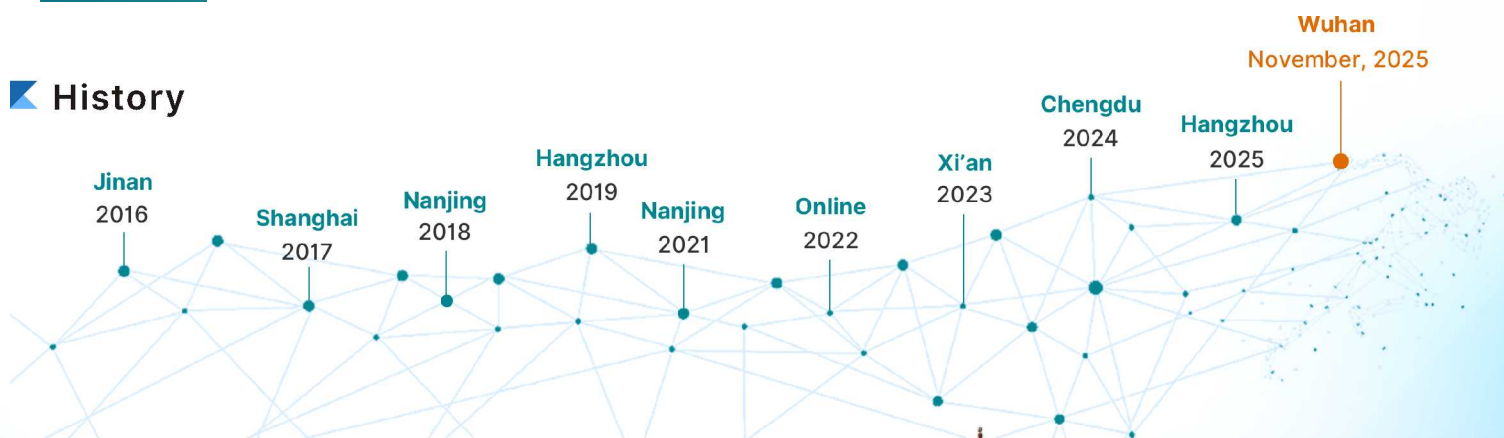 History
Jinan
2016
Shanghai
2017
Nanjing
2018
Hangzhou
2019
Nanjing
2021
Online
2022
Xi’an
2023
Chengdu
2024
Hangzhou
2025
Wuhan
November, 2025